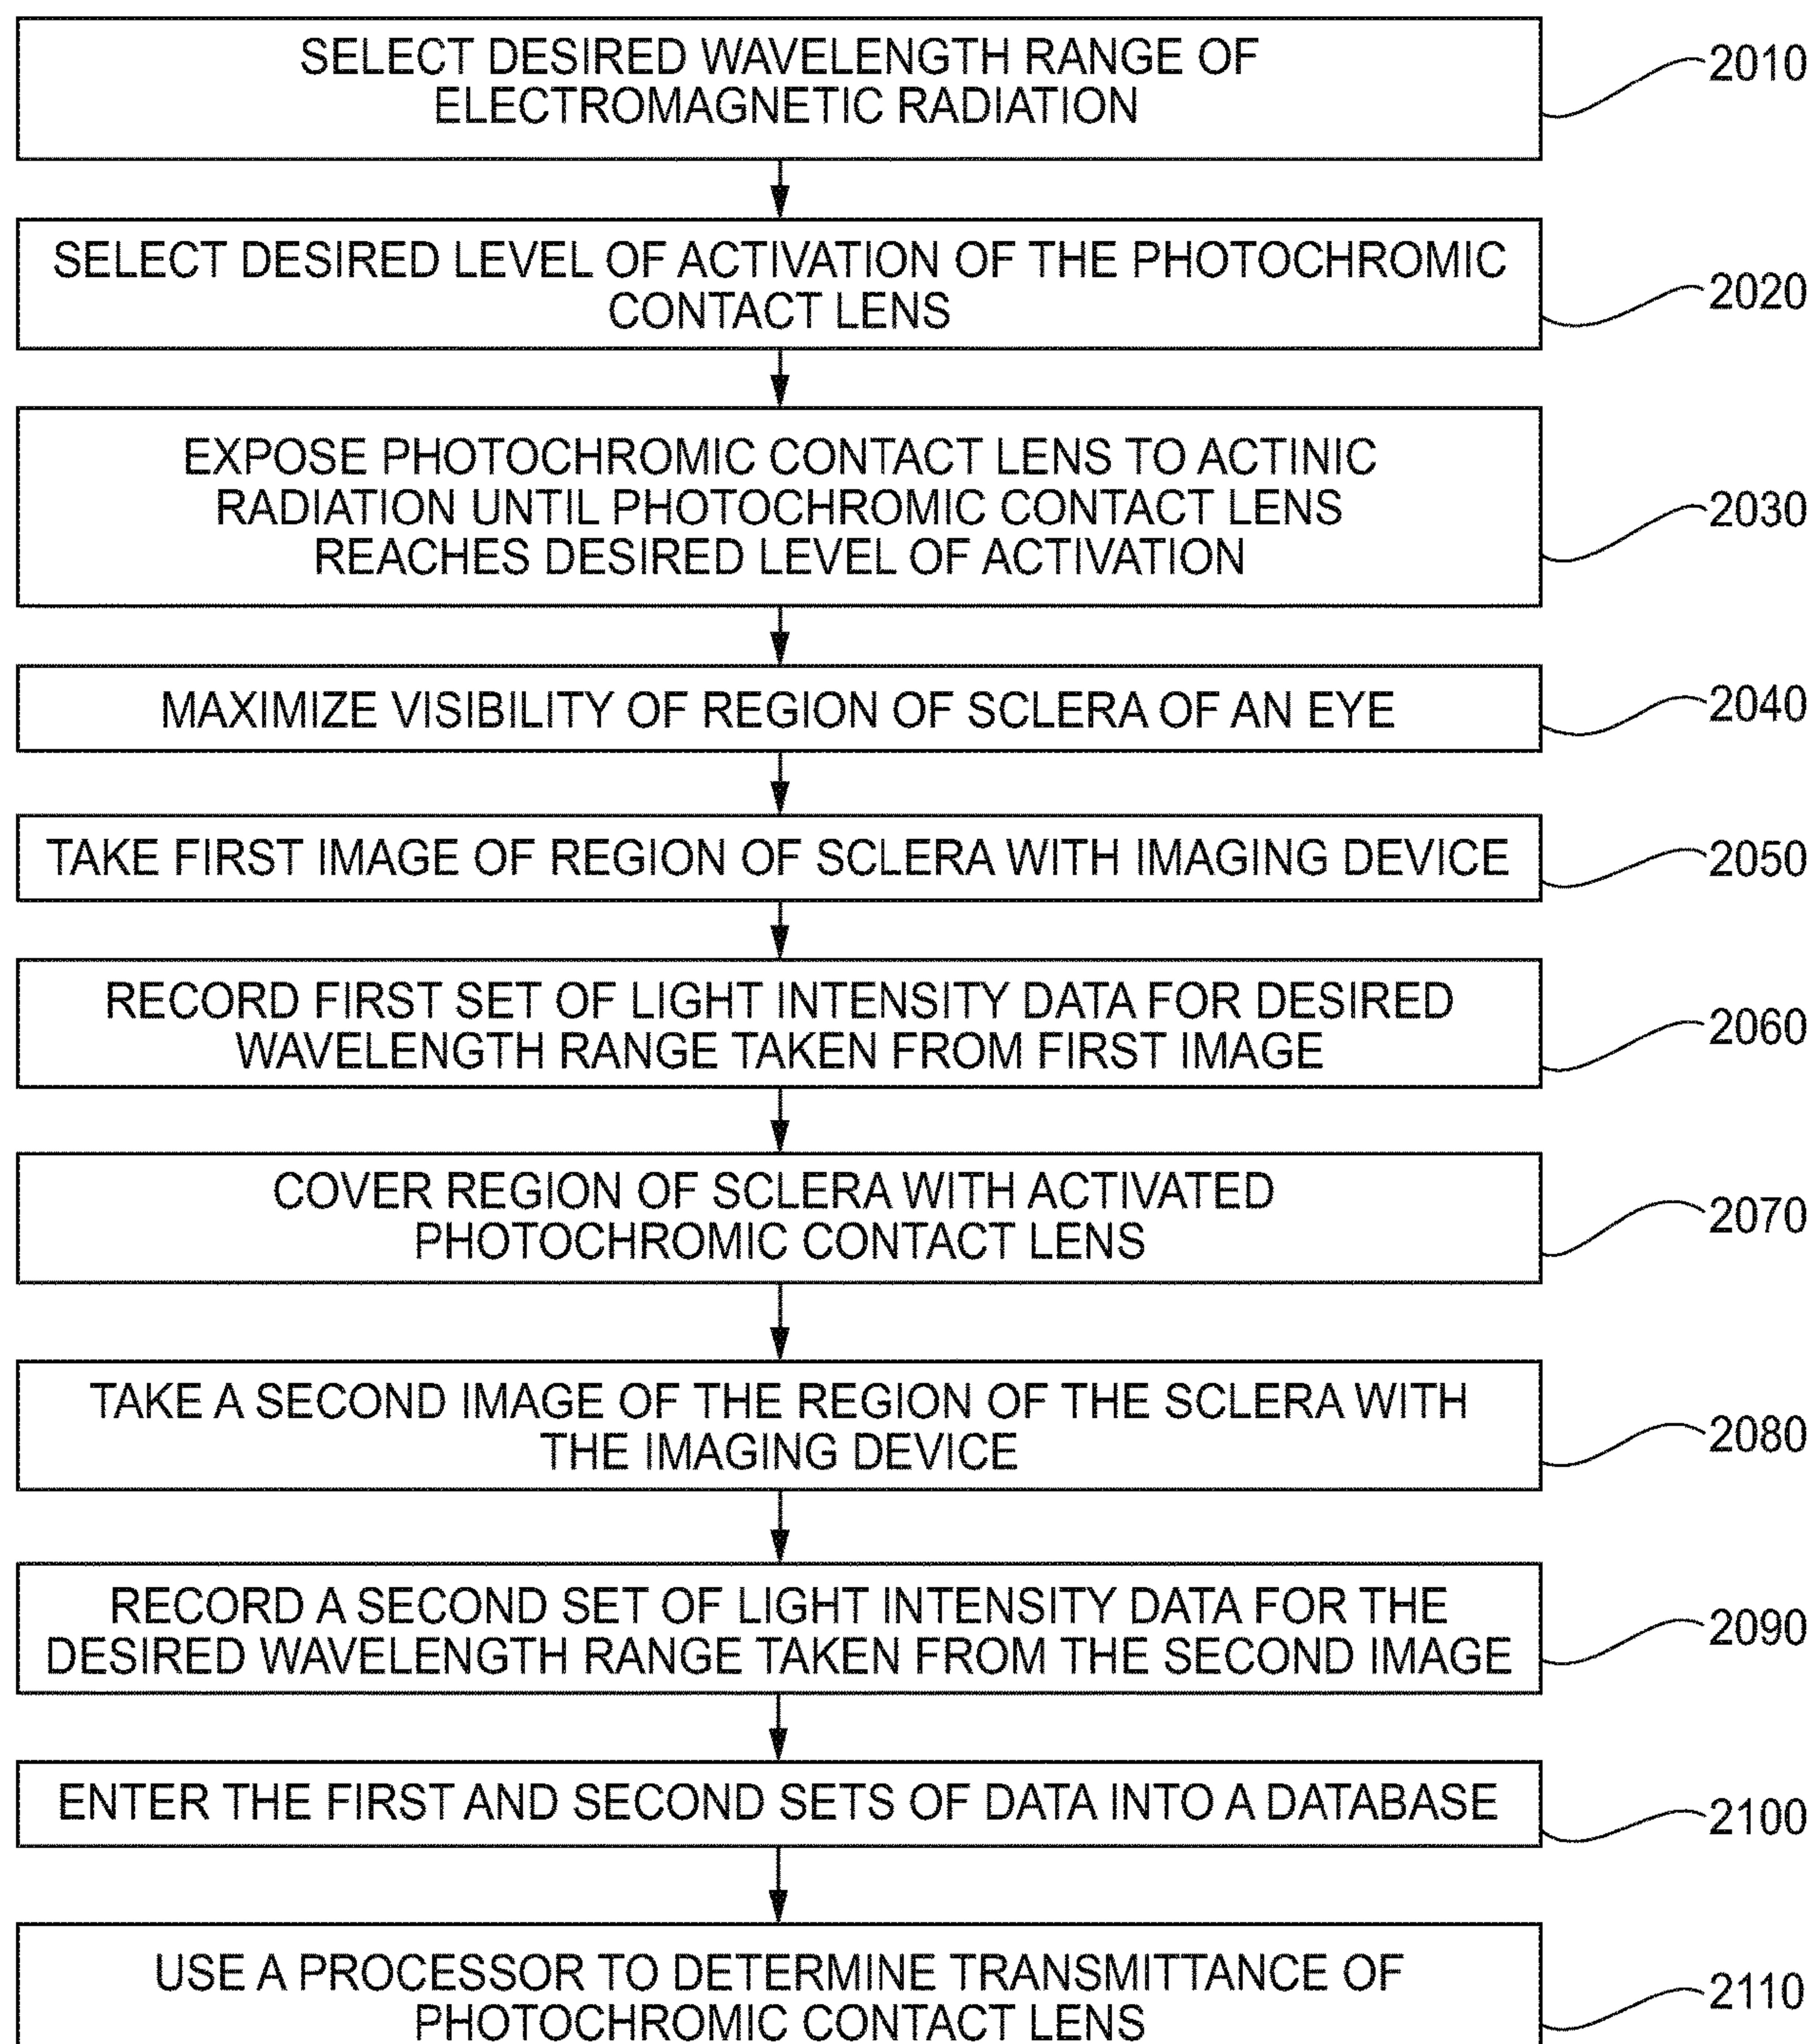 SELECT DESIRED WAVELENGTH RANGE OF
ELECTROMAGNETIC RADIATION
2010
SELECT DESIRED LEVEL OF ACTIVATION OF THE PHOTOCHROMIC
CONTACT LENS
2020
EXPOSE PHOTOCHROMIC CONTACT LENS TO ACTINIC
RADIATION UNTIL PHOTOCHROMIC CONTACT LENS
REACHES DESIRED LEVEL OF ACTIVATION
2030
MAXIMIZE VISIBILITY OF REGION OF SCLERA OF AN EYE
2040
TAKE FIRST IMAGE OF REGION OF SCLERA WITH IMAGING DEVICE
2050
RECORD FIRST SET OF LIGHT INTENSITY DATA FOR DESIRED
WAVELENGTH RANGE TAKEN FROM FIRST IMAGE
2060
COVER REGION OF SCLERA WITH ACTIVATED
PHOTOCHROMIC CONTACT LENS
2070
TAKE A SECOND IMAGE OF THE REGION OF THE SCLERA WITH
THE IMAGING DEVICE
2080
RECORD A SECOND SET OF LIGHT INTENSITY DATA FOR THE
DESIRED WAVELENGTH RANGE TAKEN FROM THE SECOND IMAGE
2090
ENTER THE FIRST AND SECOND SETS OF DATA INTO A DATABASE
2100
USE A PROCESSOR TO DETERMINE TRANSMITTANCE OF
PHOTOCHROMIC CONTACT LENS
2110